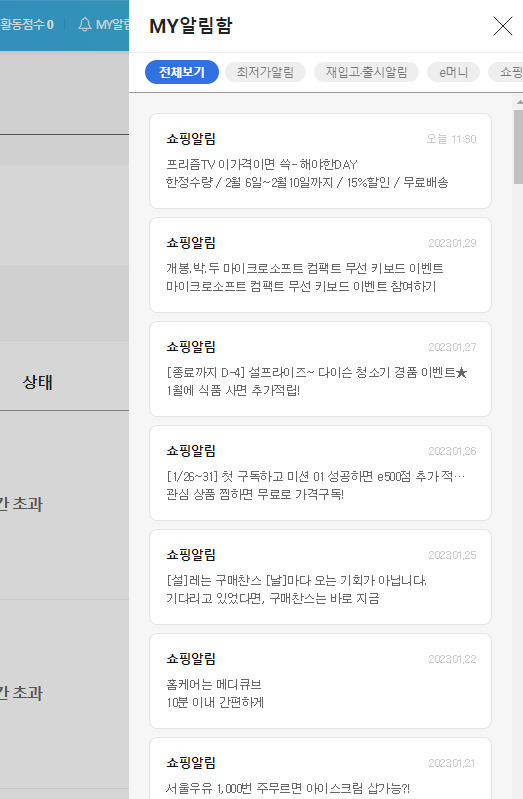 활동점수 0
MY알림
MY알림함
전체보기
최저가알림
재입고·출시알림
e머니
쇼핑
상태
간 초과
간 초과
쇼핑알림
오늘 11:30
프리즘TV 이가격이면 쓱- 해야한DAY
한정수량 / 2월 6일~2월10일까지 / 15%할인 / 무료배송
쇼핑알림
2023.01.29
개봉.박.두 마이크로소프트 컴팩트 무선 키보드 이벤트
마이크로소프트 컴팩트 무선 키보드 이벤트 참여하기
쇼핑알림
2023.01.27
[종료까지 D-4] 설프라이즈~ 다이슨 청소기 경품 이벤트★
1월에 식품 사면 추가적립!
쇼핑알림
2023.01.26
[1/26~31] 첫 구독하고 미션 01 성공하면 e500점 추가 적…
관심 상품 찜하면 무료로 가격구독!
쇼핑알림
2023.01.25
[설]레는 구매찬스 [날]마다 오는 기회가 아닙니다.
기다리고 있었다면, 구매찬스는 바로 지금
쇼핑알림
2023.01.22
홈케어는 메디큐브
10분 이내 간편하게
쇼핑알림
2023.01.21
서울우유 1,000번 주무르면 아이스크림 삽가능?!